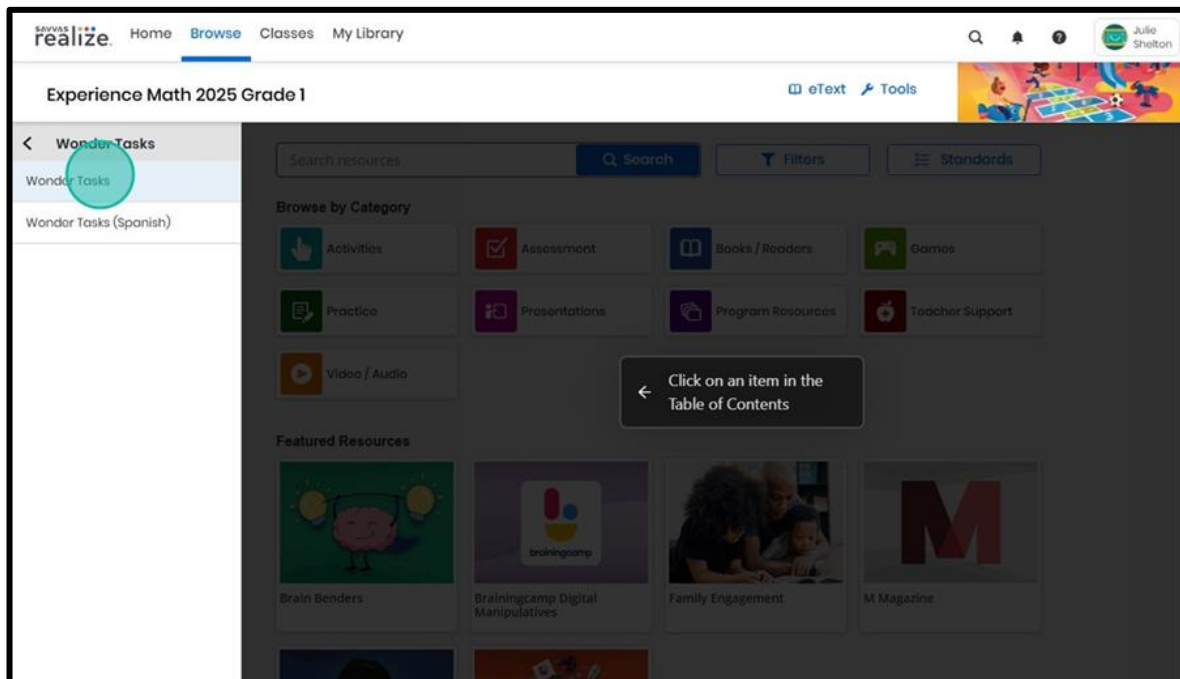 savvas
realize.
Home Browse Classes My Library
Julie
Shelton
Experience Math 2025 Grade 1
eText Tools
Wonder Tasks
Wonder Tasks
Wonder Tasks (Spanish)
Search resources
Search
Filters
Standards
Browse by Category
Activities
Assessment
Books / Readers
Games
Practice
Presentations
Program Resources
Teacher Support
Video / Audio
Click on an item in the
Table of Contents
Featured Resources
b.
brainingcamp
M
Brain Benders
Brainingcamp Digital
Manipulatives
Family Engagement
M Magazine